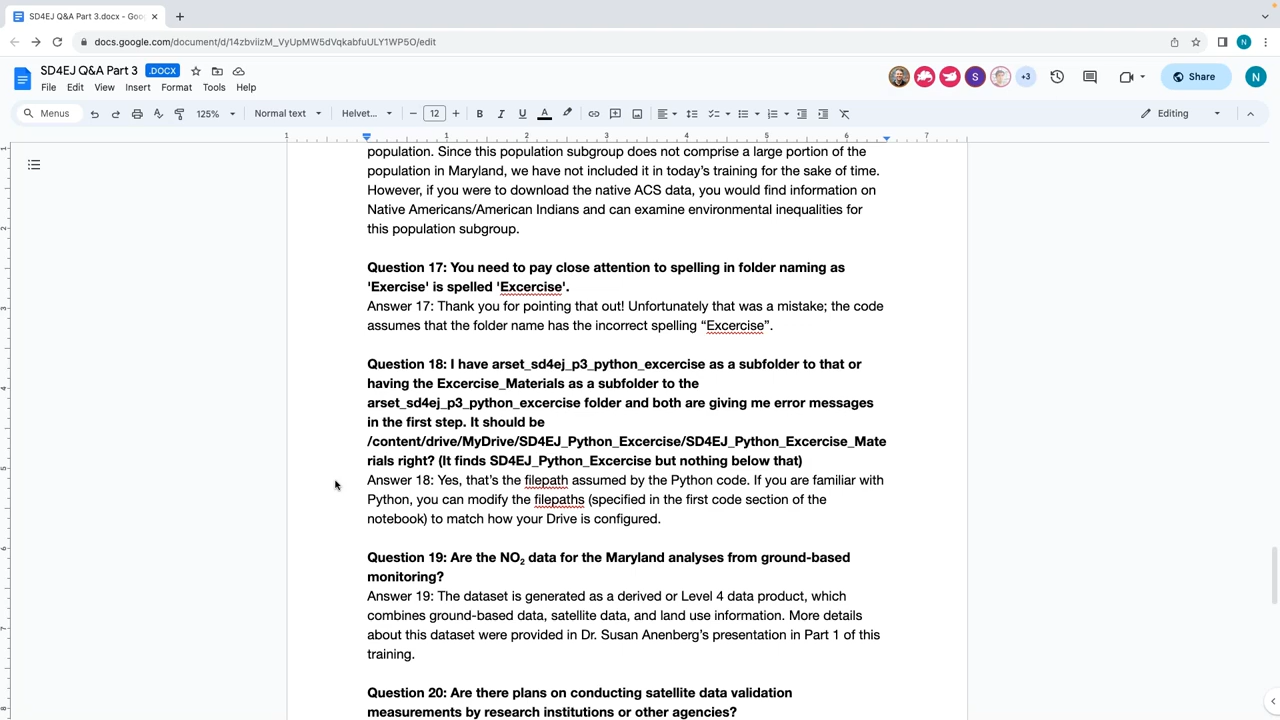 SD4EJ Q&A Part 3.docx - Goo
docs.google.com/document/d/14zbviizM_VyUpMW5dVqkabfuULY1WP5O/edit
SD4EJ Q&A Part 3 .DOCX
File Edit View Insert Format Tools Help
S +3 Share N
N
Menus 125% Normal text Helvet... 12 B I U A Editing
1 1 2 3 4 5 6 7
population. Since this population subgroup does not comprise a large portion of the
population in Maryland, we have not included it in today's training for the sake of time.
However, if you were to download the native ACS data, you would find information on
Native Americans/American Indians and can examine environmental inequalities for
this population subgroup.
Question 17: You need to pay close attention to spelling in folder naming as
'Exercise' is spelled 'Excercise'.
Answer 17: Thank you for pointing that out! Unfortunately that was a mistake; the code
assumes that the folder name has the incorrect spelling “Excercise”.
Question 18: I have arset_sd4ej_p3_python_excercise as a subfolder to that or
having the Excercise_Materials as a subfolder to the
arset_sd4ej_p3_python_excercise folder and both are giving me error messages
in the first step. It should be
/content/drive/MyDrive/SD4EJ_Python_Excercise/SD4EJ_Python_Excercise_Mate
rials right? (It finds SD4EJ_Python_Excercise but nothing below that)
Answer 18: Yes, that’s the filepath assumed by the Python code. If you are familiar with
Python, you can modify the filepaths (specified in the first code section of the
notebook) to match how your Drive is configured.
Question 19: Are the NO₂ data for the Maryland analyses from ground-based
monitoring?
Answer 19: The dataset is generated as a derived or Level 4 data product, which
combines ground-based data, satellite data, and land use information. More details
about this dataset were provided in Dr. Susan Anenberg’s presentation in Part 1 of this
training.
Question 20: Are there plans on conducting satellite data validation
measurements by research institutions or other agencies?